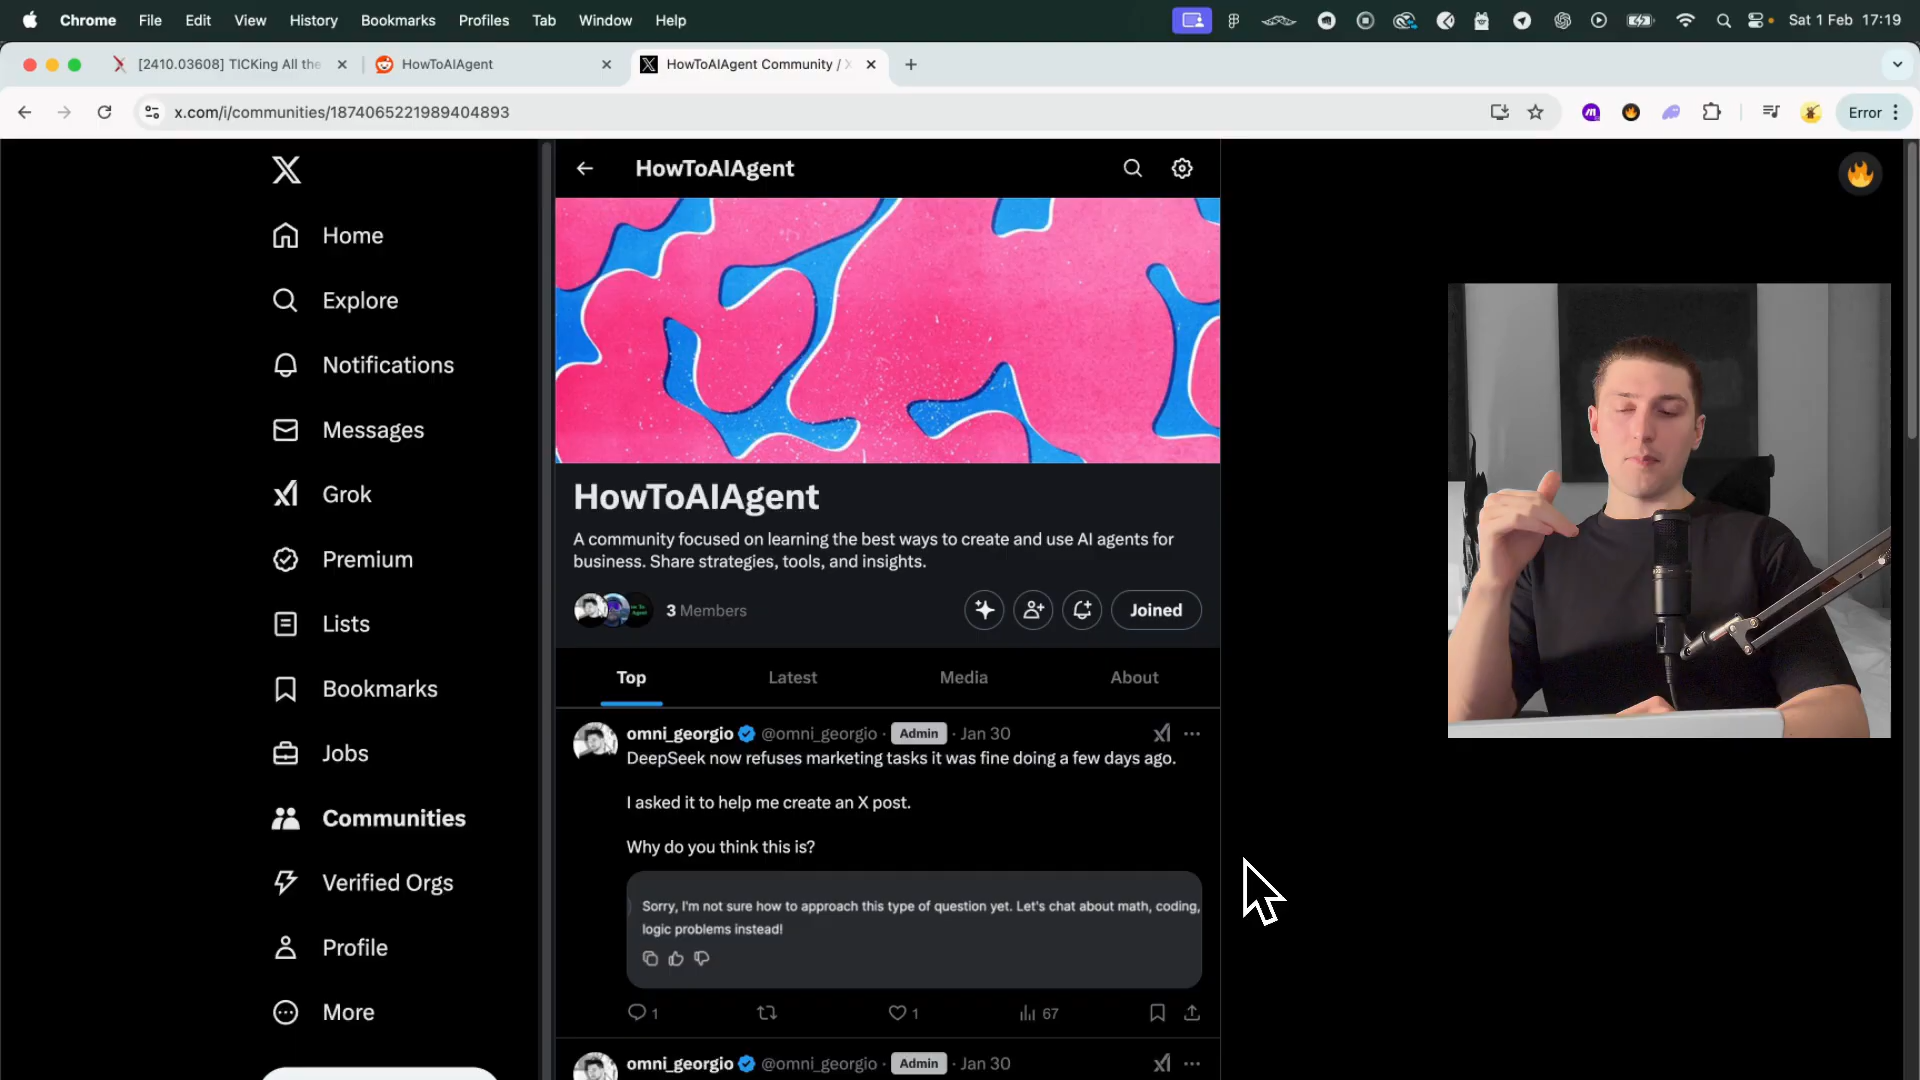 Chrome File Edit View History Bookmarks Profiles Tab Window Help
Sat 1 Feb 17:19
[2410.03608] TICKing All the
HowToAIAgent
HowToAIAgent Community / X
x.com/i/communities/1874065221989404893
Error
HowToAIAgent
Home
Explore
Notifications
Messages
Grok
Premium
Lists
Bookmarks
Jobs
Communities
Verified Orgs
Profile
More
HowToAIAgent
A community focused on learning the best ways to create and use AI agents for
business. Share strategies, tools, and insights.
3 Members
Joined
Top Latest Media About
omni_georgio @omni_georgio · Admin · Jan 30
DeepSeek now refuses marketing tasks it was fine doing a few days ago.
I asked it to help me create an X post.
Why do you think this is?
Sorry, I'm not sure how to approach this type of question yet. Let's chat about math, coding,
logic problems instead!
1 1 67
omni_georgio @omni_georgio · Admin · Jan 30